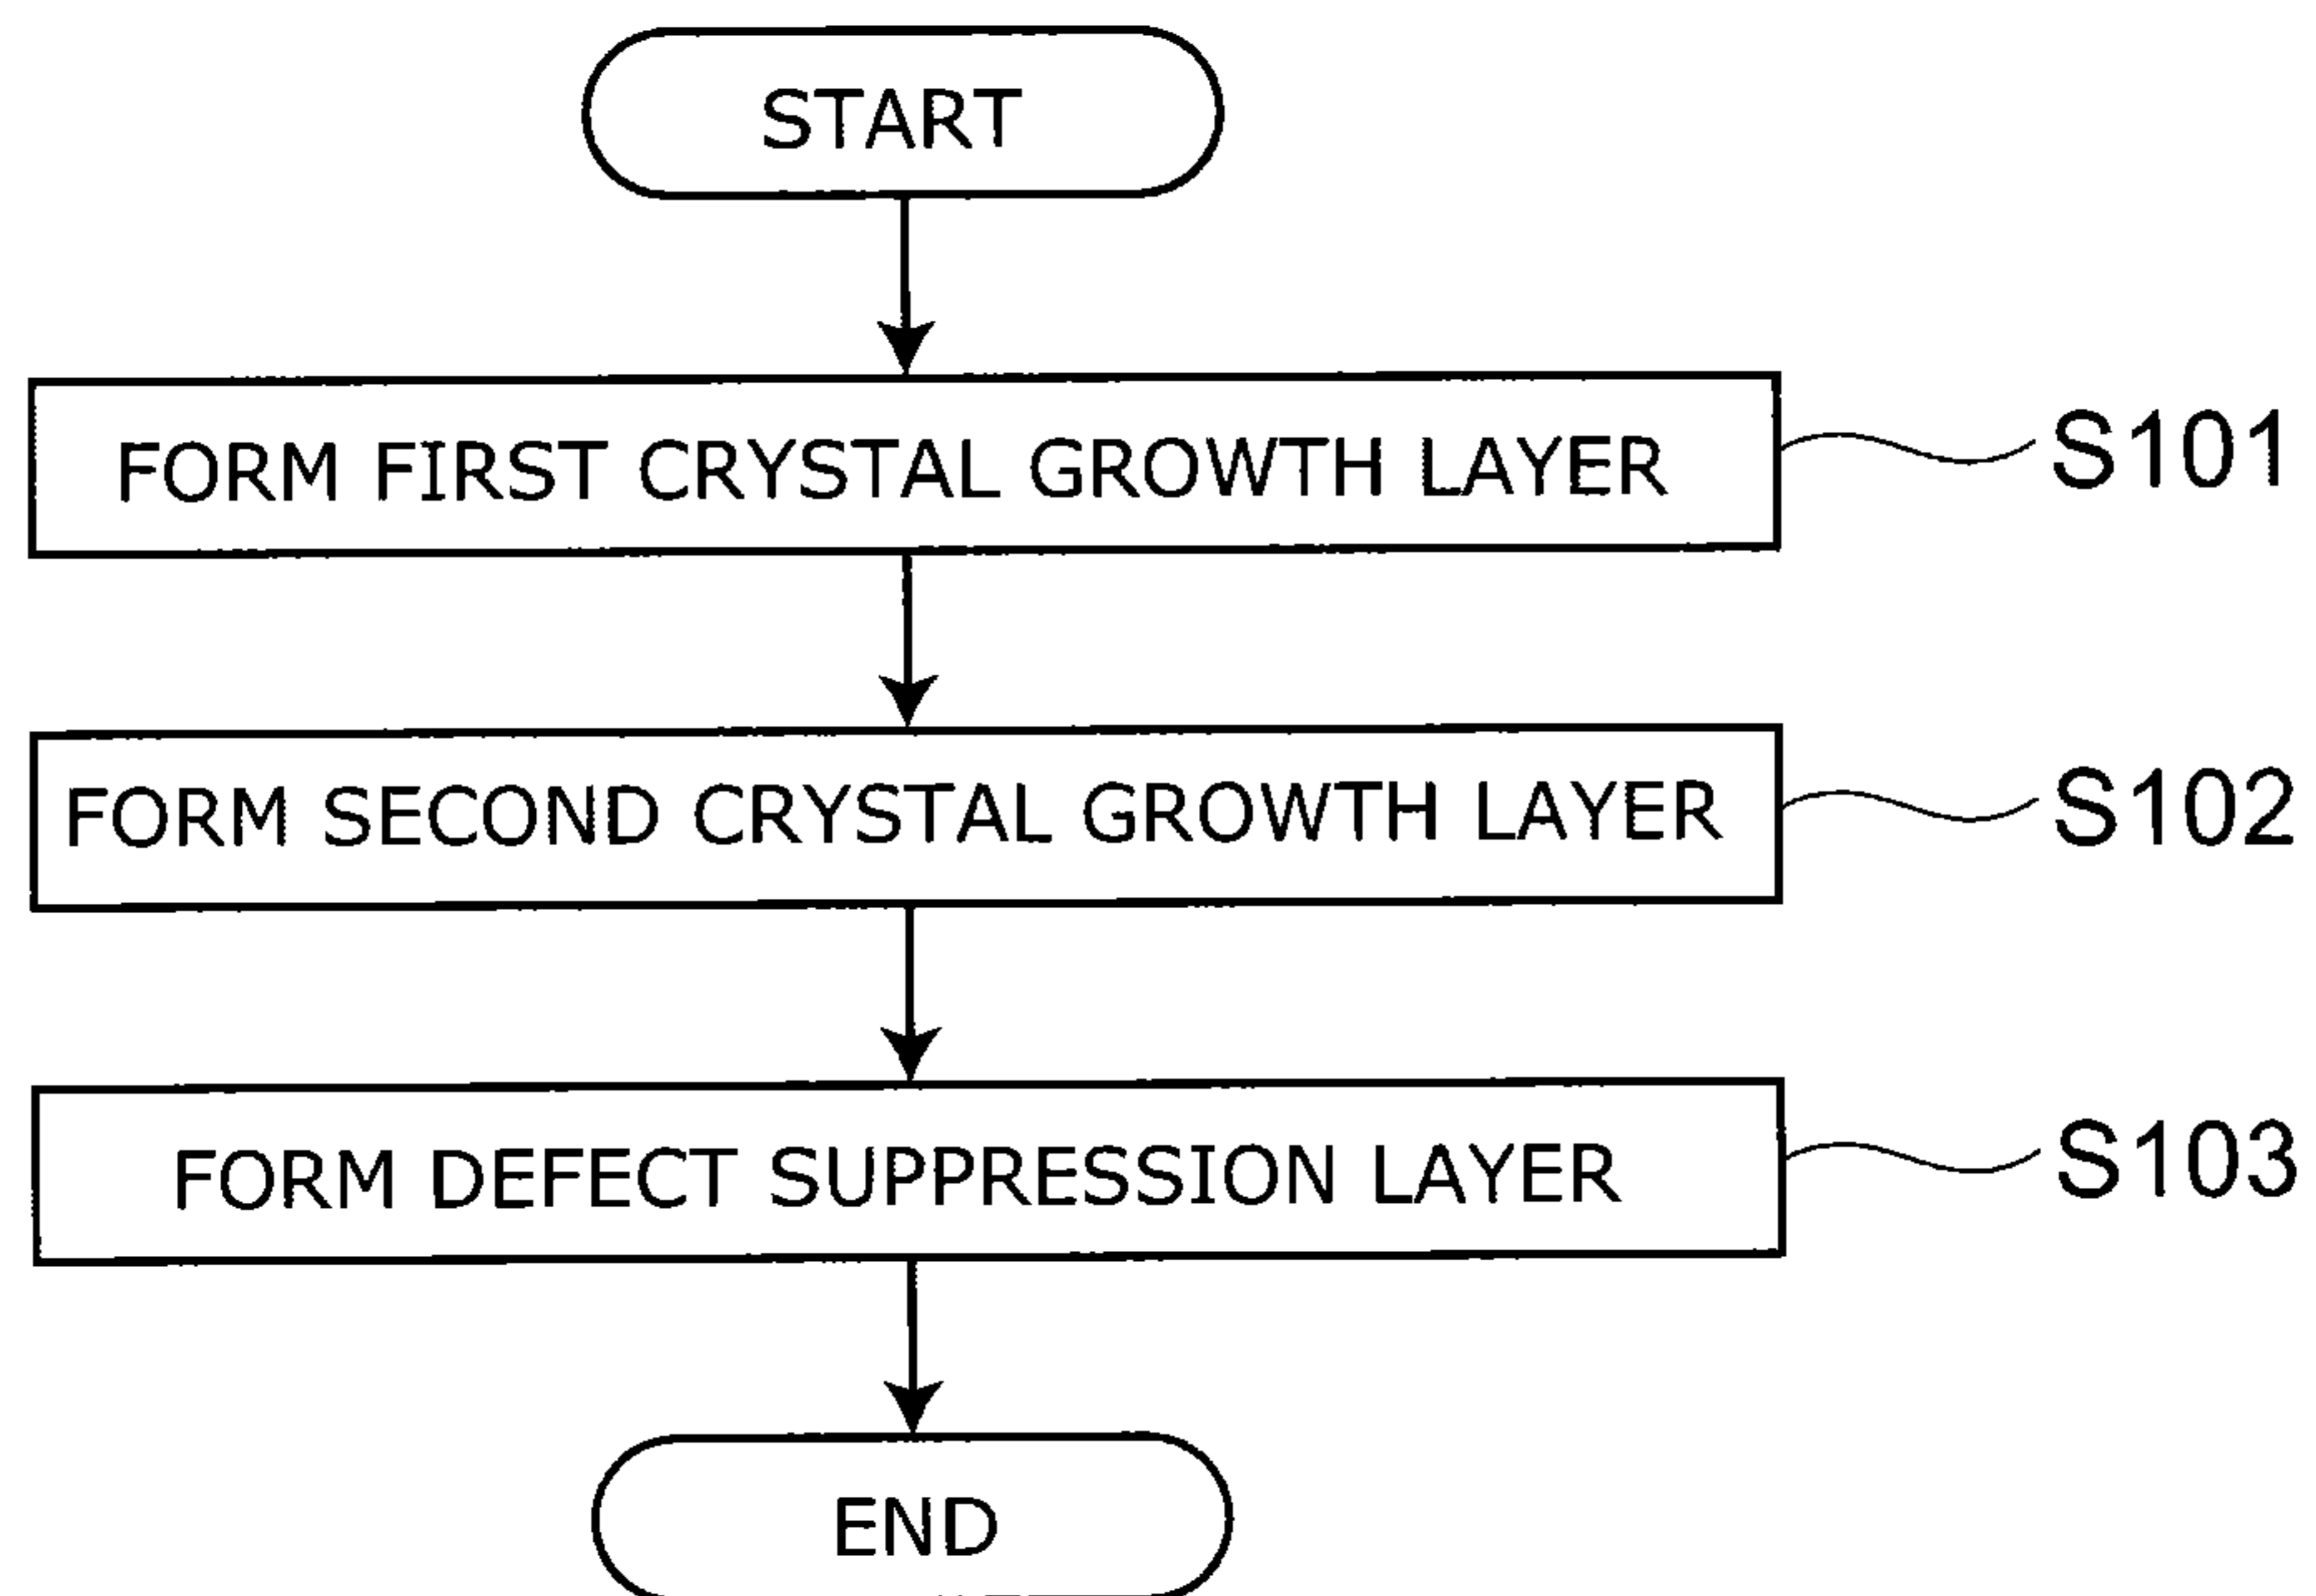 START
FORM FIRST CRYSTAL GROWTH LAYER
S101
FORM SECOND CRYSTAL GROWTH LAYER
S102
FORM DEFECT SUPPRESSION LAYER
S103
END